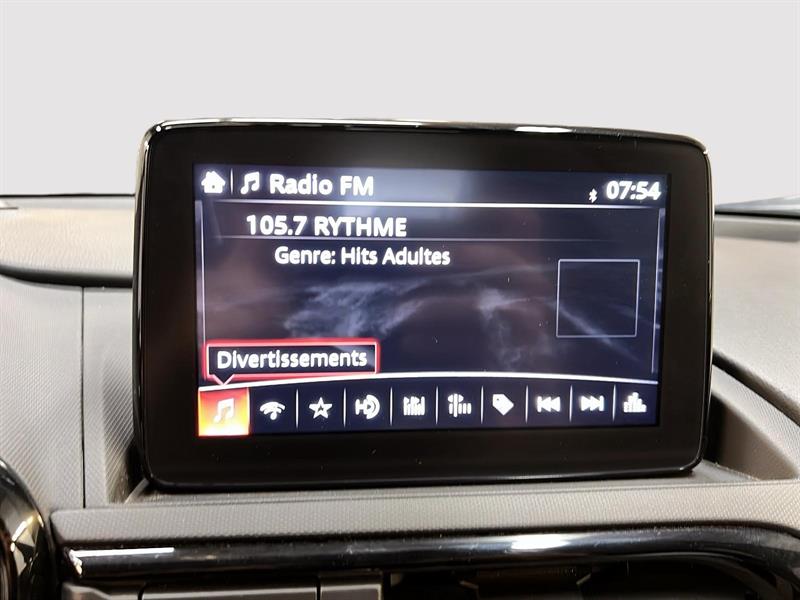 Radio FM 07:54
105.7 RYTHME
Genre: Hits Adultes
Divertissements